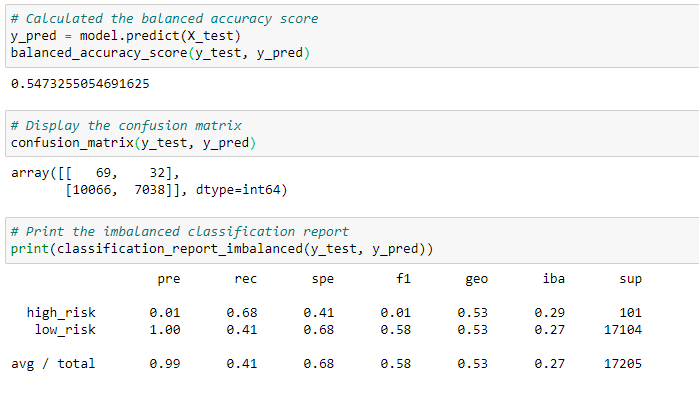 # Calculated the balanced accuracy score
y_pred = model.predict(X_test)
balanced_accuracy_score(y_test, y_pred)
0.5473255054691625
# Display the confusion matrix
confusion_matrix(y_test, y_pred)
array([[   69,    32],
       [10066,  7038]], dtype=int64)
# Print the imbalanced classification report
print(classification_report_imbalanced(y_test, y_pred))
pre rec spe f1 geo iba sup
high_risk 0.01 0.68 0.41 0.01 0.53 0.29 101
low_risk 1.00 0.41 0.68 0.58 0.53 0.27 17104
avg / total 0.99 0.41 0.68 0.58 0.53 0.27 17205